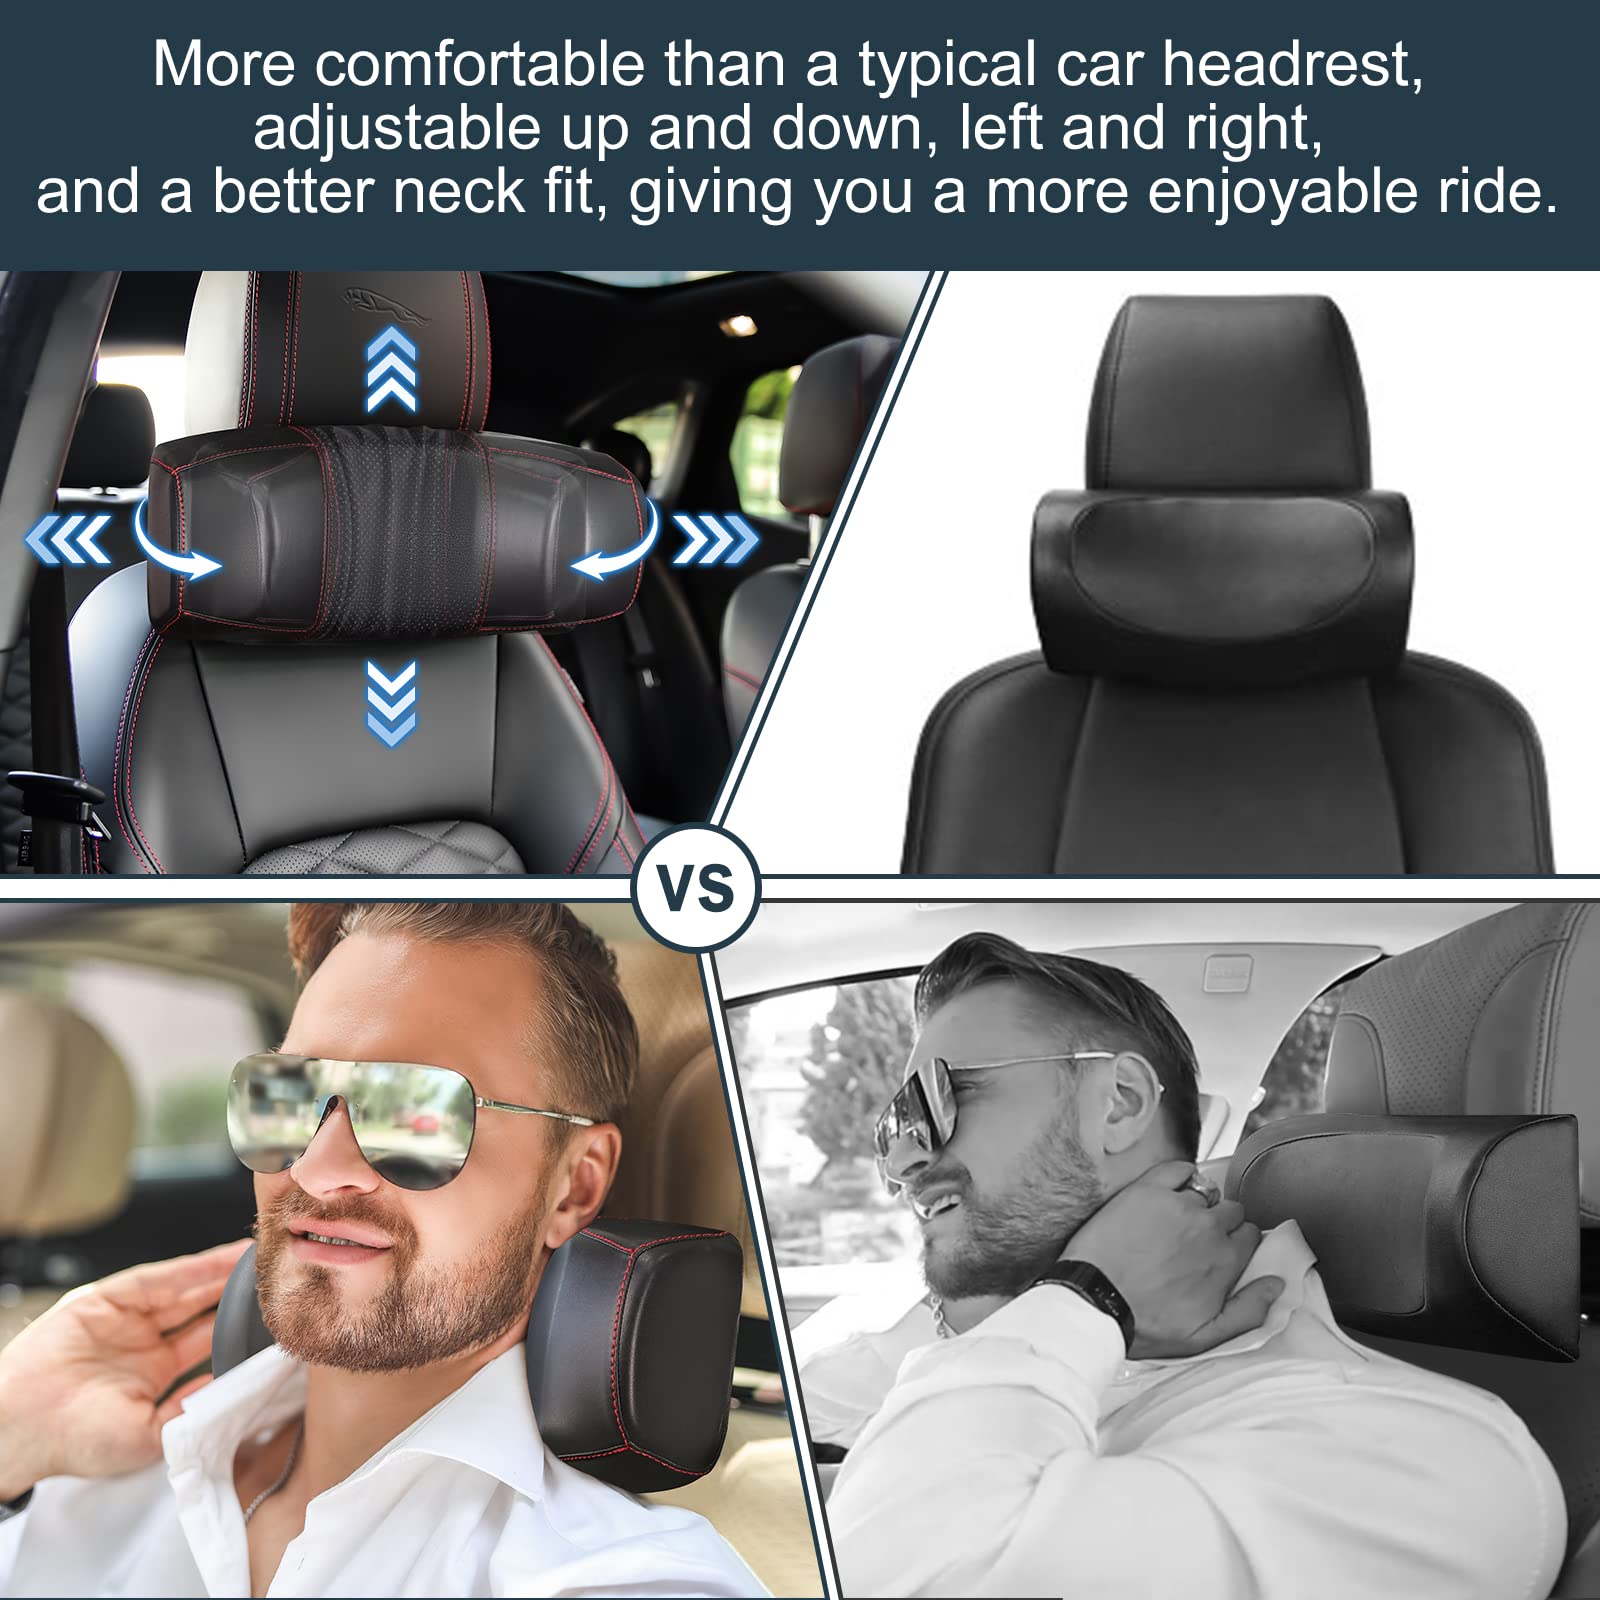 More comfortable than a typical car headrest,
adjustable up and down, left and right,
and a better neck fit, giving you a more enjoyable ride.
VS
AIRBAG